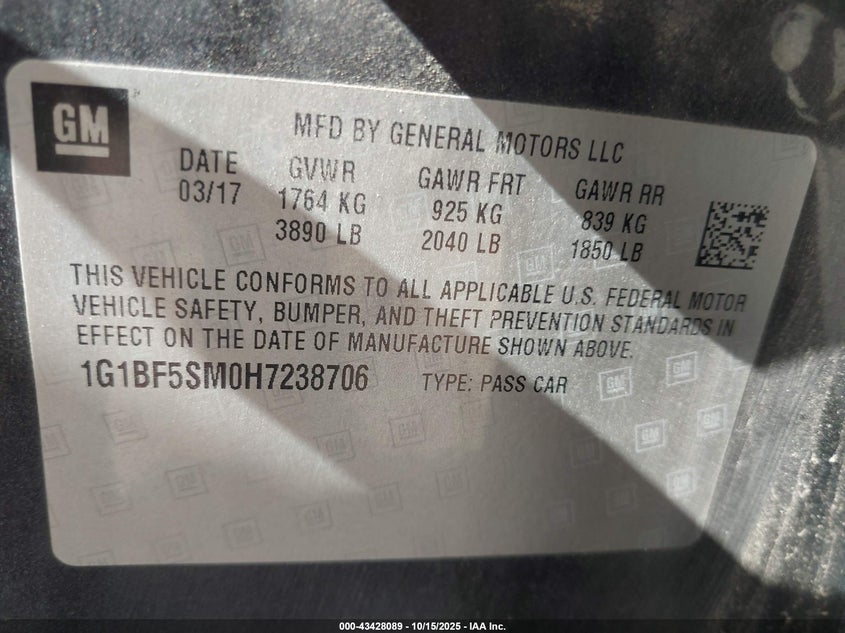 GM
MFD BY GENERAL MOTORS LLC
DATE GVWR GAWR FRT GAWR RR
03/17 1764 KG 925 KG 839 KG
3890 LB 2040 LB 1850 LB
THIS VEHICLE CONFORMS TO ALL APPLICABLE U.S. FEDERAL MOTOR
VEHICLE SAFETY, BUMPER, AND THEFT PREVENTION STANDARDS IN
EFFECT ON THE DATE OF MANUFACTURE SHOWN ABOVE.
1G1BF5SM0H7238706 TYPE: PASS CAR
000-43428089 - 10/15/2025 - IAA Inc.